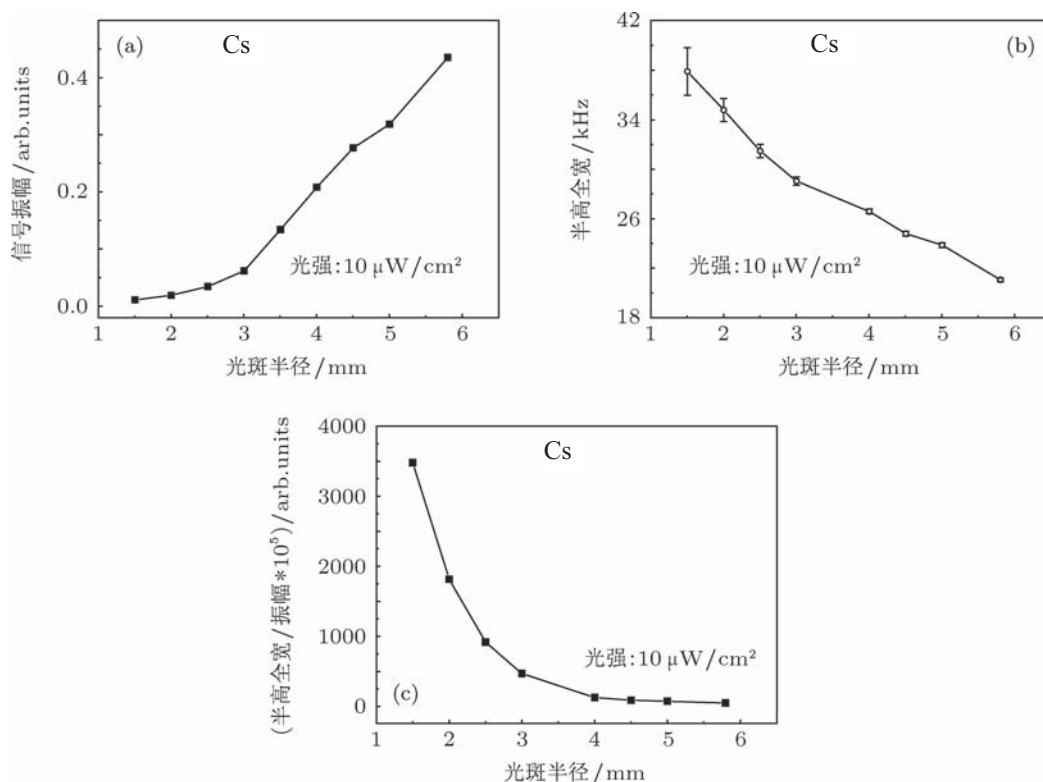 (a)
Cs
信号振幅/arb.units
0.4
0.2
0.0
光强:10 μW/cm²
1 2 3 4 5 6
光斑半径/mm
Cs
(b)
半高全宽/kHz
42
34
26
18
光强:10 μW/cm²
1 2 3 4 5 6
光斑半径/mm
Cs
(半高全宽/振幅*10⁵)/arb.units
4000
3000
2000
1000
0
光强:10 μW/cm²
(c)
1 2 3 4 5 6
光斑半径/mm